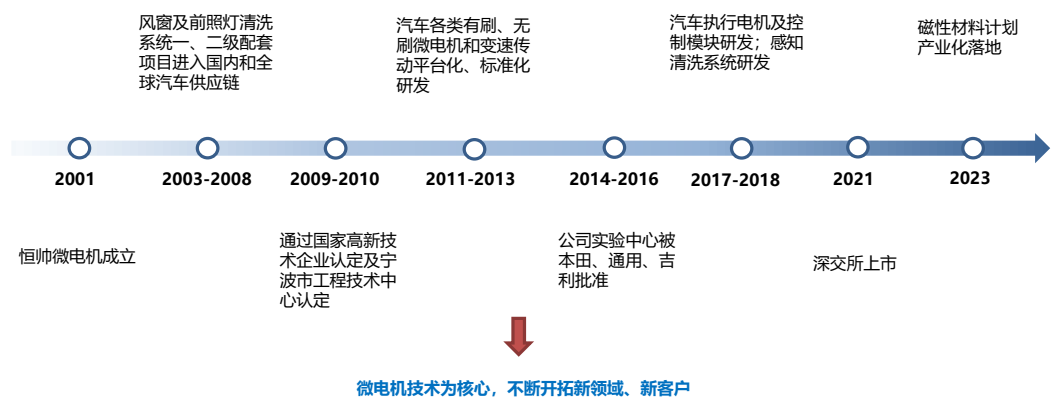 风窗及前照灯清洗
系统一、二级配套
项目进入国内和全
球汽车供应链
汽车各类有刷、无
刷微电机和变速传
动平台化、标准化
研发
汽车执行电机及控
制模块研发；感知
清洗系统研发
磁性材料计划
产业化落地
2001
2003-2008
2009-2010
2011-2013
2014-2016
2017-2018
2021
2023
恒帅微电机成立
通过国家高新技
术企业认定及宁
波市工程技术中
心认定
公司实验中心被
本田、通用、吉
利批准
深交所上市
微电机技术为核心，不断开拓新领域、新客户